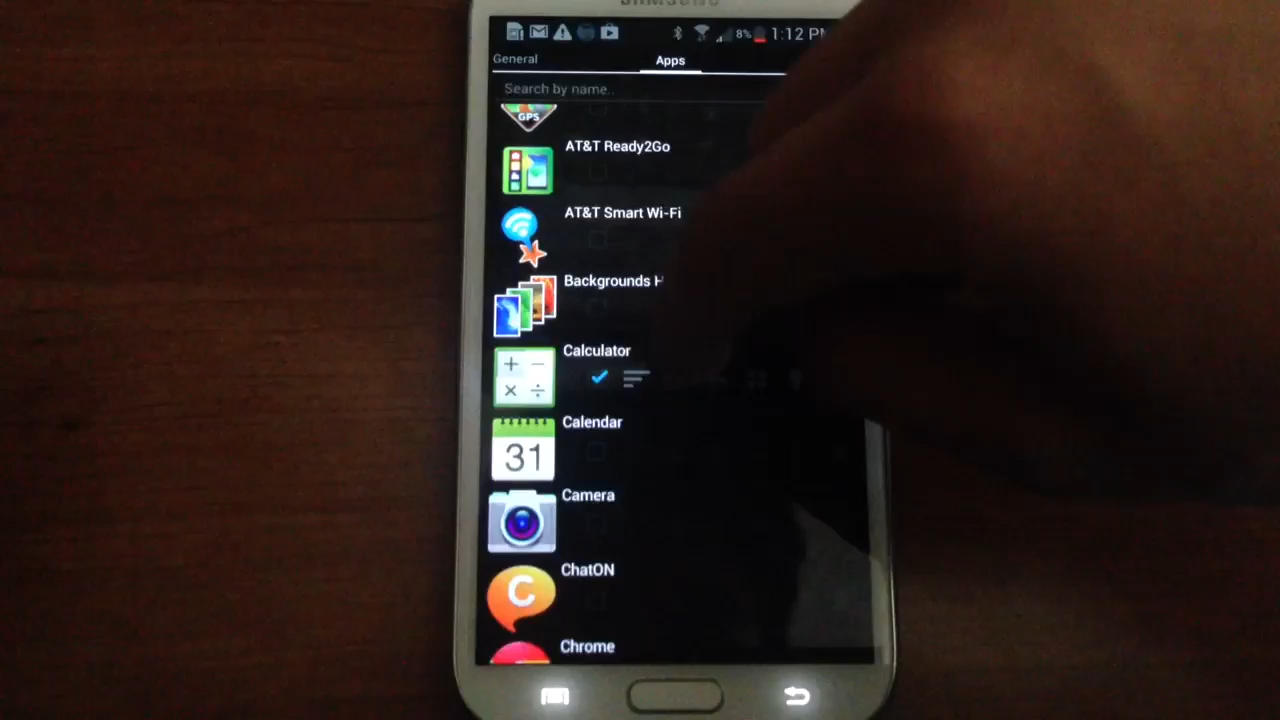 SAMSUNG
8% 1:12 PM
General Apps
Search by name..
GPS
AT&T Ready2Go
AT&T Smart Wi-Fi
Backgrounds H
Calculator
31
Calendar
Camera
C
ChatON
Chrome